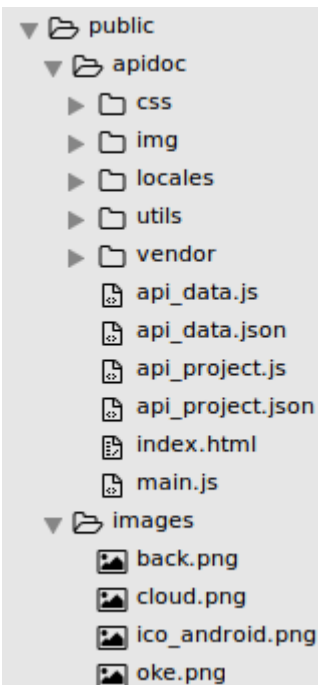 public
apidoc
css
img
locales
utils
vendor
api_data.js
api_data.json
api_project.js
api_project.json
index.html
main.js
images
back.png
cloud.png
ico_android.png
oke.png